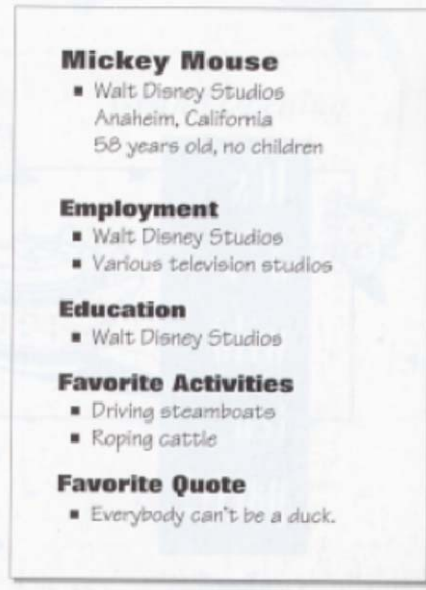 Mickey Mouse
▪ Walt Disney Studios
Anaheim, California
58 years old, no children
Employment
▪ Walt Disney Studios
▪ Various television studios
Education
▪ Walt Disney Studios
Favorite Activities
▪ Driving steamboats
▪ Roping cattle
Favorite Quote
▪ Everybody can't be a duck.